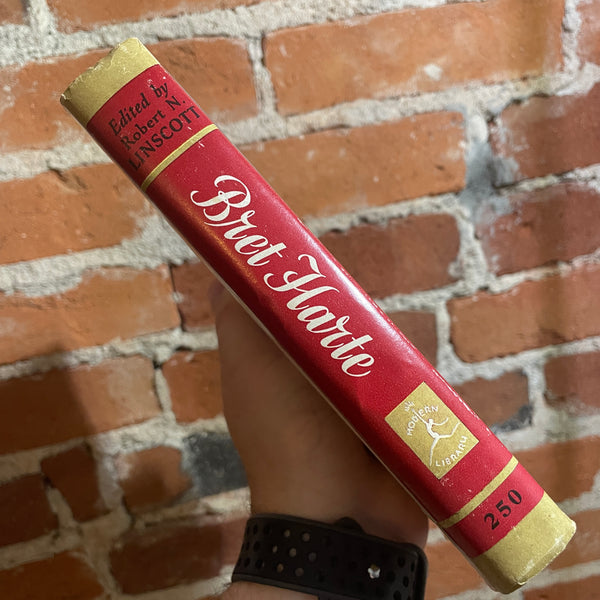 Edited by
Robert N.
LINSCOTT
Bret Harte
THE
MODERN
LIBRARY
250